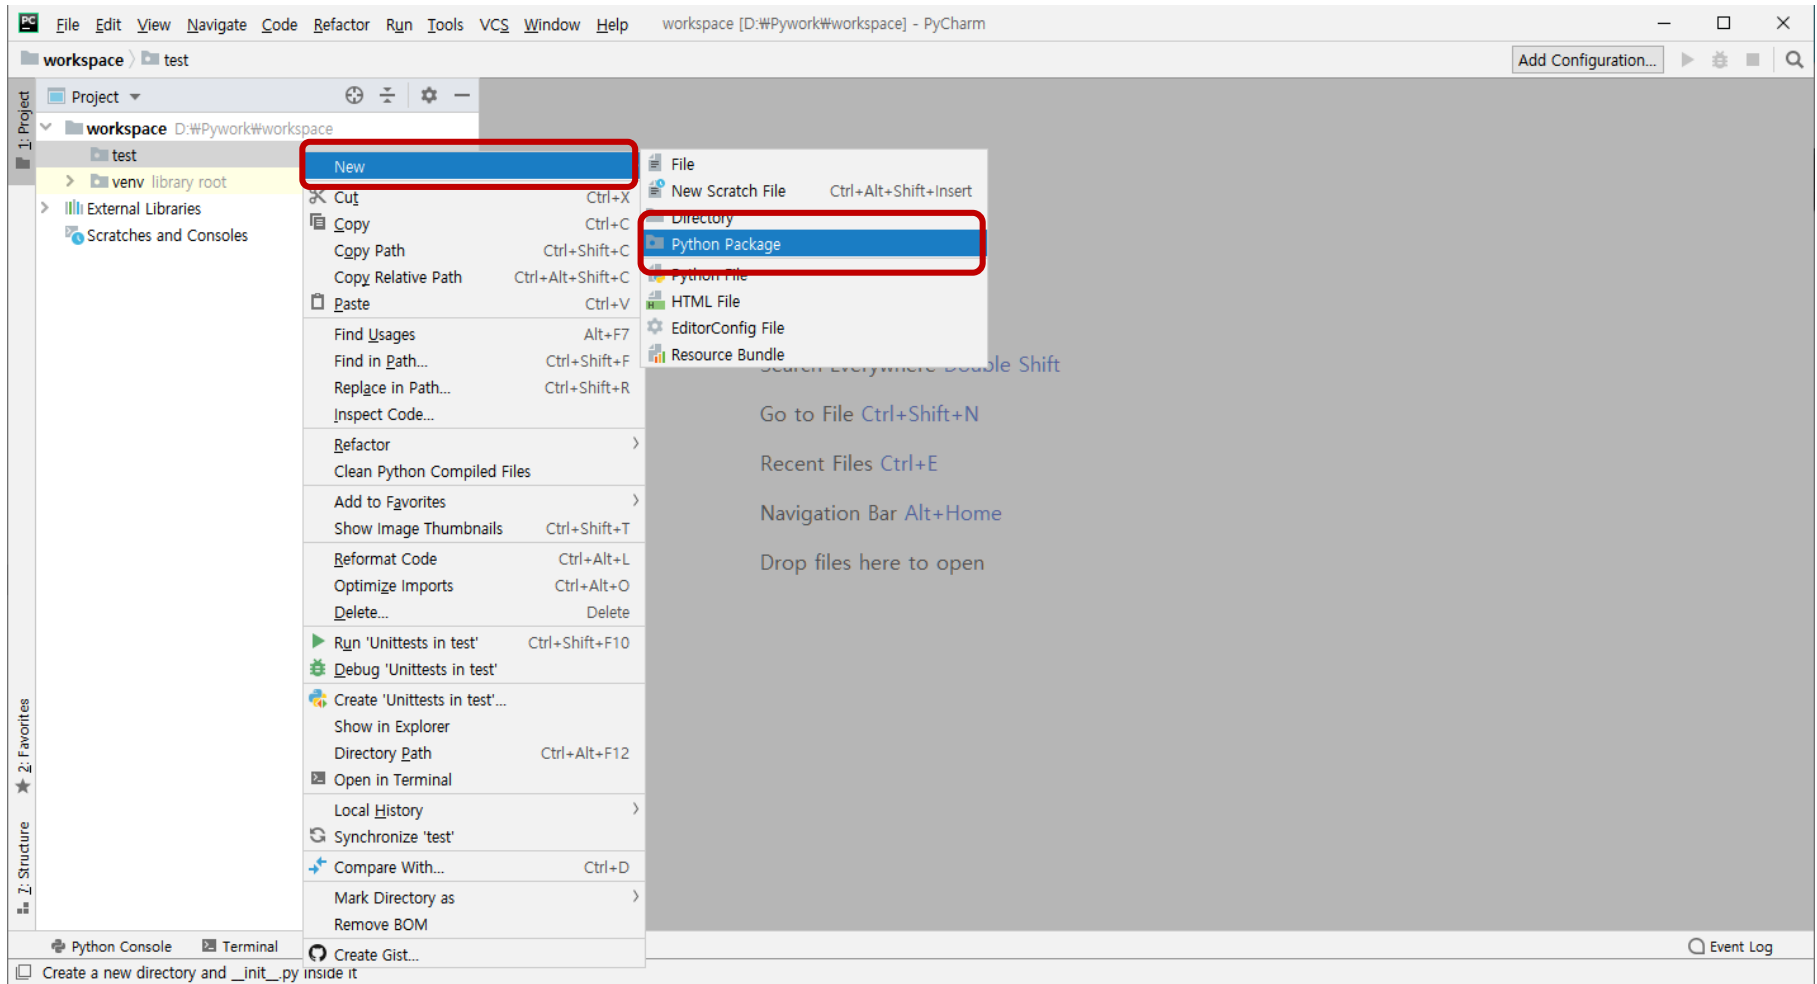 PC File Edit View Navigate Code Refactor Run Tools VCS Window Help workspace [D:₩Pywork₩workspace] - PyCharm
workspace test Add Configuration...
Project
1: Project
workspace D:₩Pywork₩workspace
test
venv library root
External Libraries
Scratches and Consoles
New
Cut Ctrl+X
Copy Ctrl+C
Copy Path Ctrl+Shift+C
Copy Relative Path Ctrl+Alt+Shift+C
Paste Ctrl+V
Find Usages Alt+F7
Find in Path... Ctrl+Shift+F
Replace in Path... Ctrl+Shift+R
Inspect Code...
Refactor
Clean Python Compiled Files
Add to Favorites
Show Image Thumbnails Ctrl+Shift+T
Reformat Code Ctrl+Alt+L
Optimize Imports Ctrl+Alt+O
Delete... Delete
Run 'Unittests in test' Ctrl+Shift+F10
Debug 'Unittests in test'
Create 'Unittests in test'...
Show in Explorer
Directory Path Ctrl+Alt+F12
Open in Terminal
Local History
Synchronize 'test'
Compare With... Ctrl+D
Mark Directory as
Remove BOM
Create Gist...
File
New Scratch File Ctrl+Alt+Shift+Insert
Directory
Python Package
Python File
HTML File
EditorConfig File
Resource Bundle
Search Everywhere Double Shift
Go to File Ctrl+Shift+N
Recent Files Ctrl+E
Navigation Bar Alt+Home
Drop files here to open
2: Favorites
7: Structure
Python Console Terminal Event Log
Create a new directory and __init__.py inside it